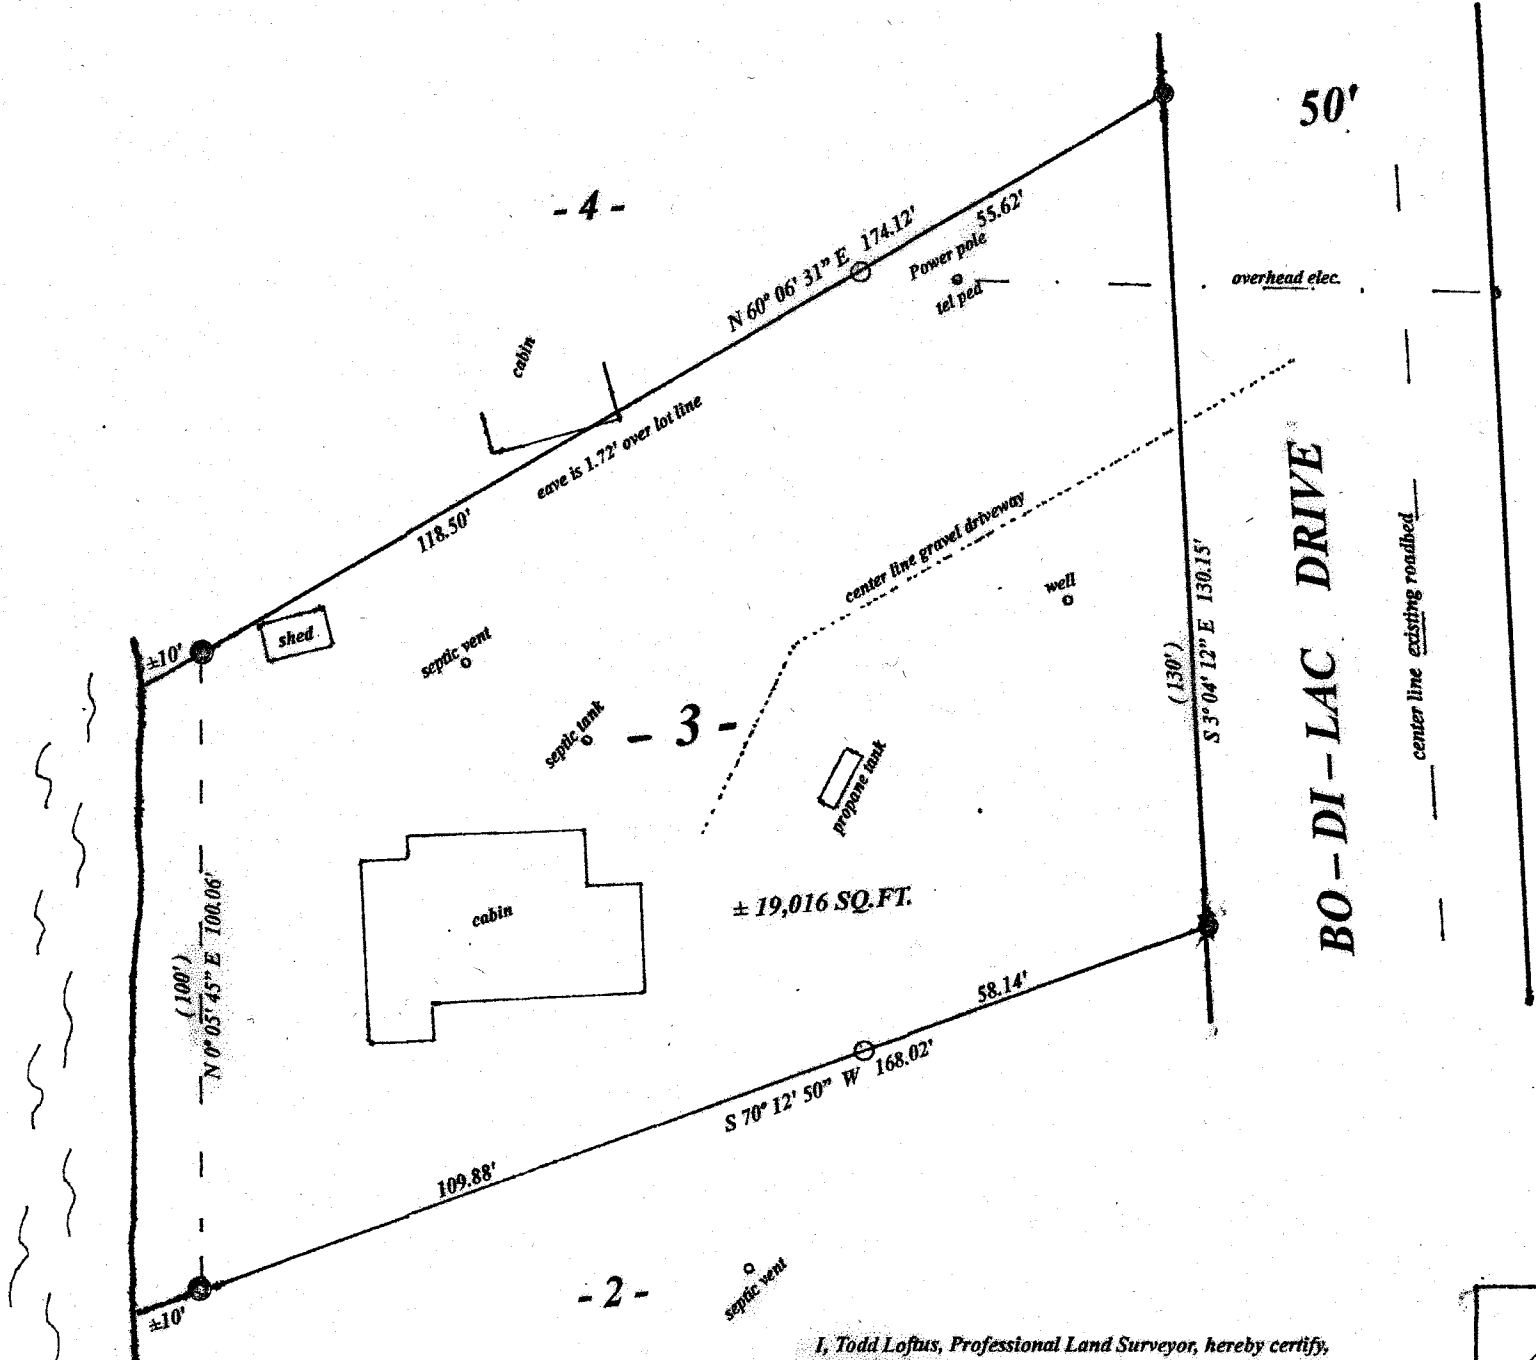 50'
- 4 -
N 60° 06' 31" E 174.12'
55.62'
Power pole
tel ped
overhead elec.
cabin
eave is 1.72' over lot line
118.50'
center line gravel driveway
well
±10'
shed
septic vent
septic tank
- 3 -
propane tank
(130')
S 3° 04' 12" E 130.15'
BO – DI – LAC DRIVE
center line existing roadbed
(100')
N 0° 05' 45" E 100.06'
cabin
± 19,016 SQ.FT.
58.14'
S 70° 12' 50" W 168.02'
109.88'
±10'
- 2 -
septic vent
I, Todd Loftus, Professional Land Surveyor, hereby certify,